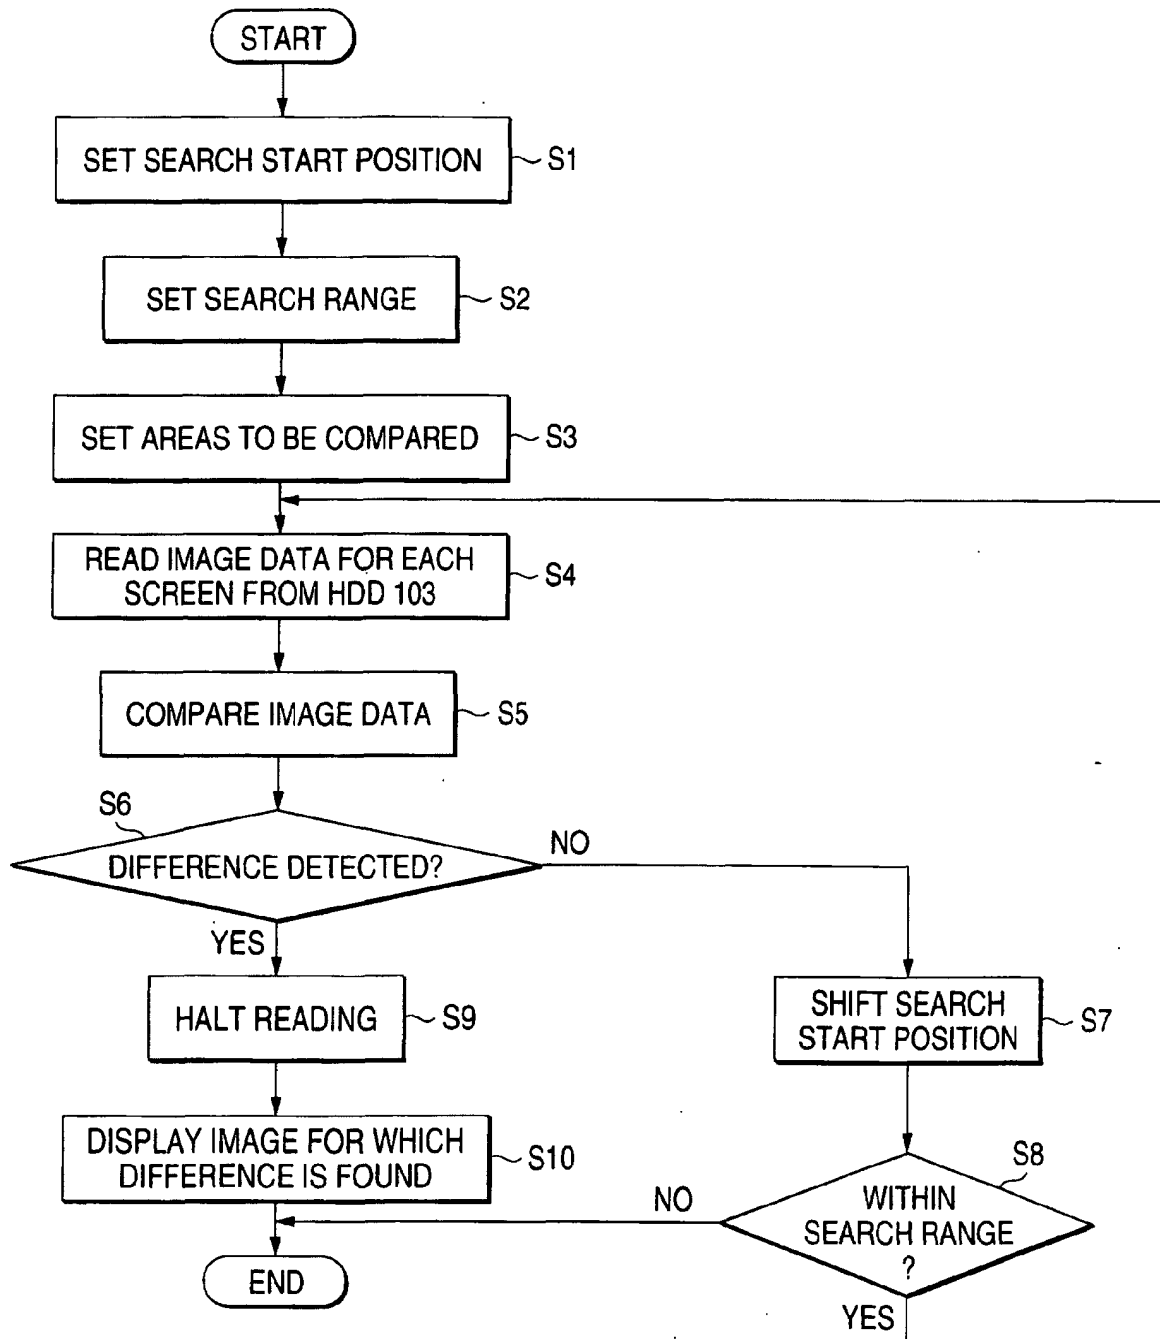 START
SET SEARCH START POSITION
S1
SET SEARCH RANGE
S2
SET AREAS TO BE COMPARED
S3
READ IMAGE DATA FOR EACH
SCREEN FROM HDD 103
S4
COMPARE IMAGE DATA
S5
S6
DIFFERENCE DETECTED?
NO
YES
HALT READING
S9
SHIFT SEARCH
START POSITION
S7
DISPLAY IMAGE FOR WHICH
DIFFERENCE IS FOUND
S10
S8
WITHIN
SEARCH RANGE
?
NO
YES
END